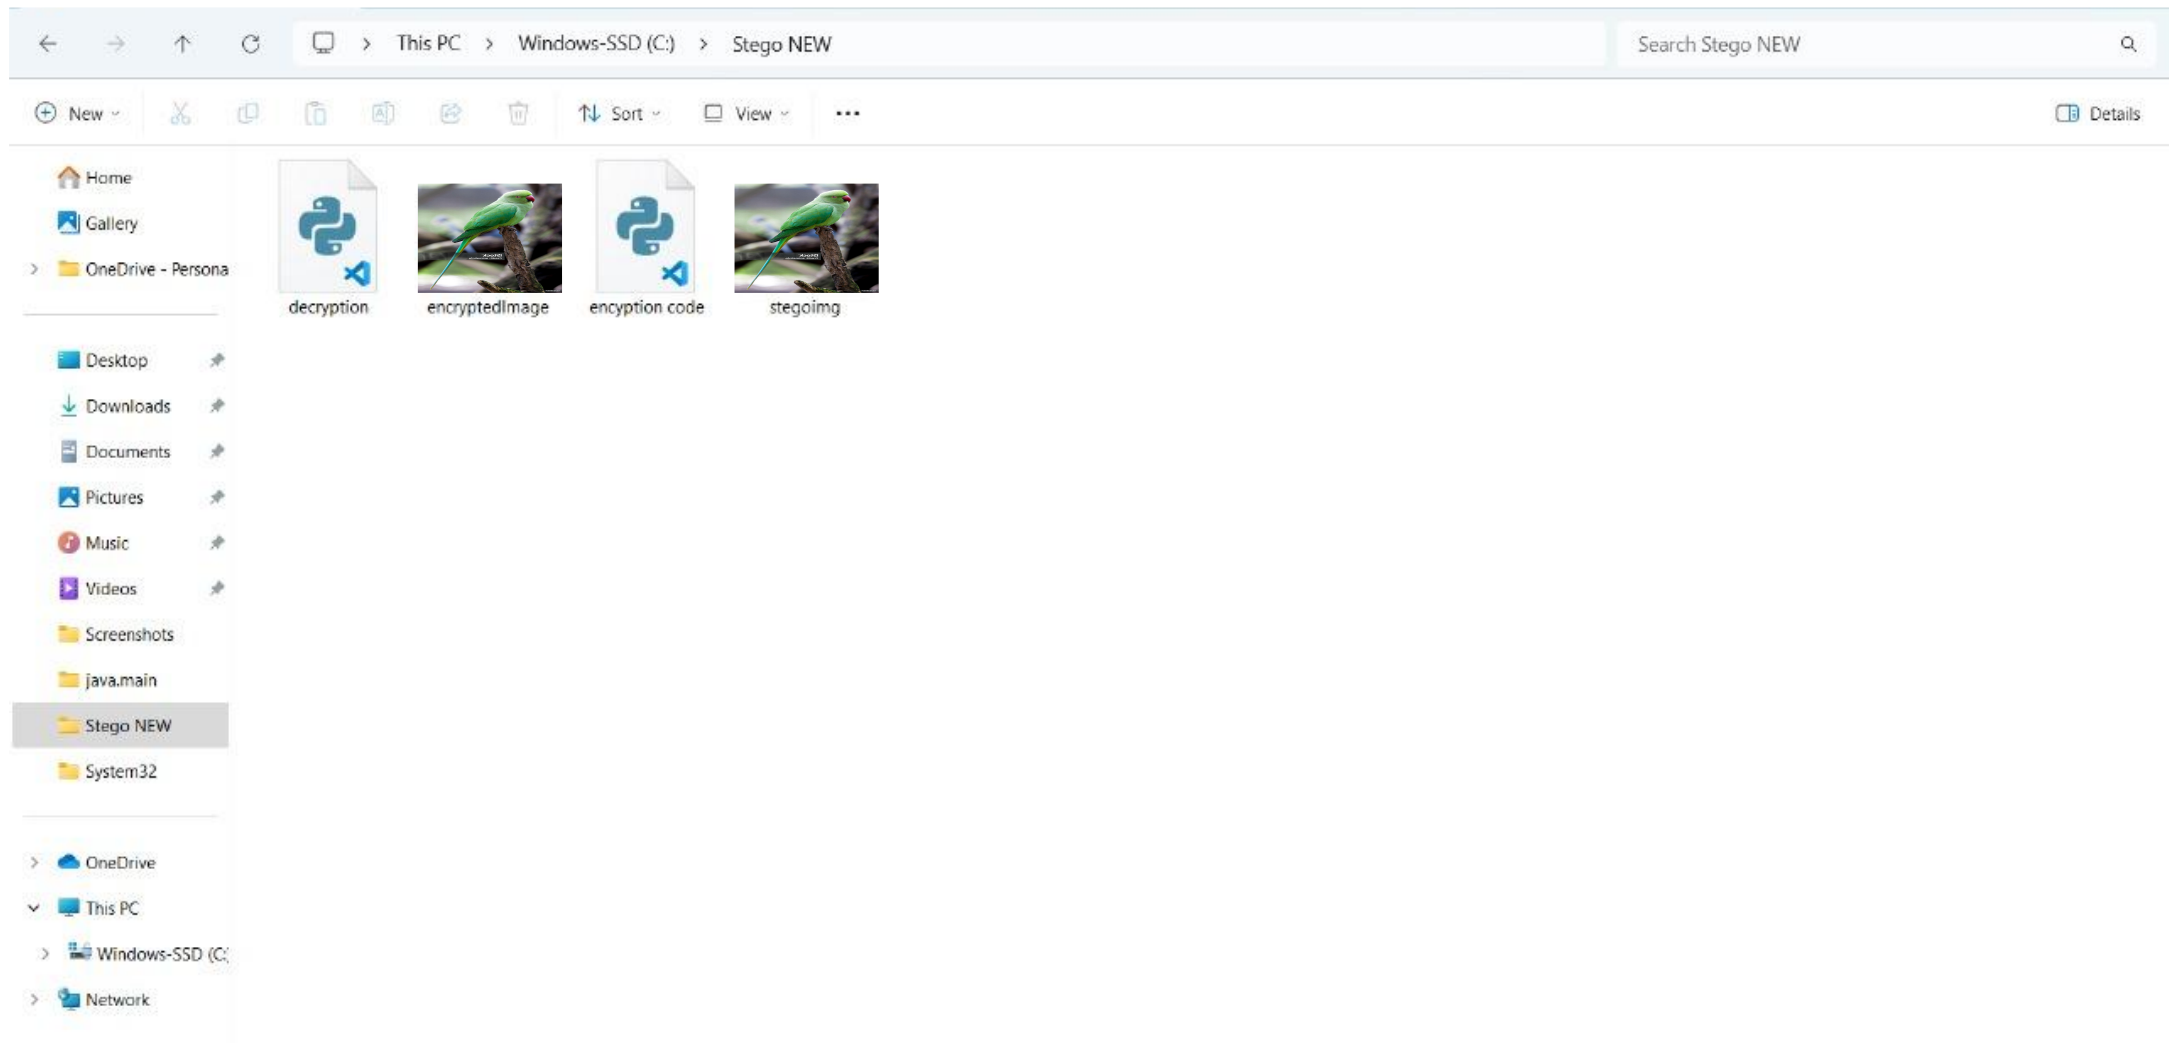 This PC > Windows-SSD (C:) > Stego NEW
Search Stego NEW
New
Sort
View
Details
Home
Gallery
OneDrive - Persona
Desktop
Downloads
Documents
Pictures
Music
Videos
Screenshots
java.main
Stego NEW
System32
OneDrive
This PC
Windows-SSD (C:
Network
decryption
encryptedImage
encyption code
stegoimg